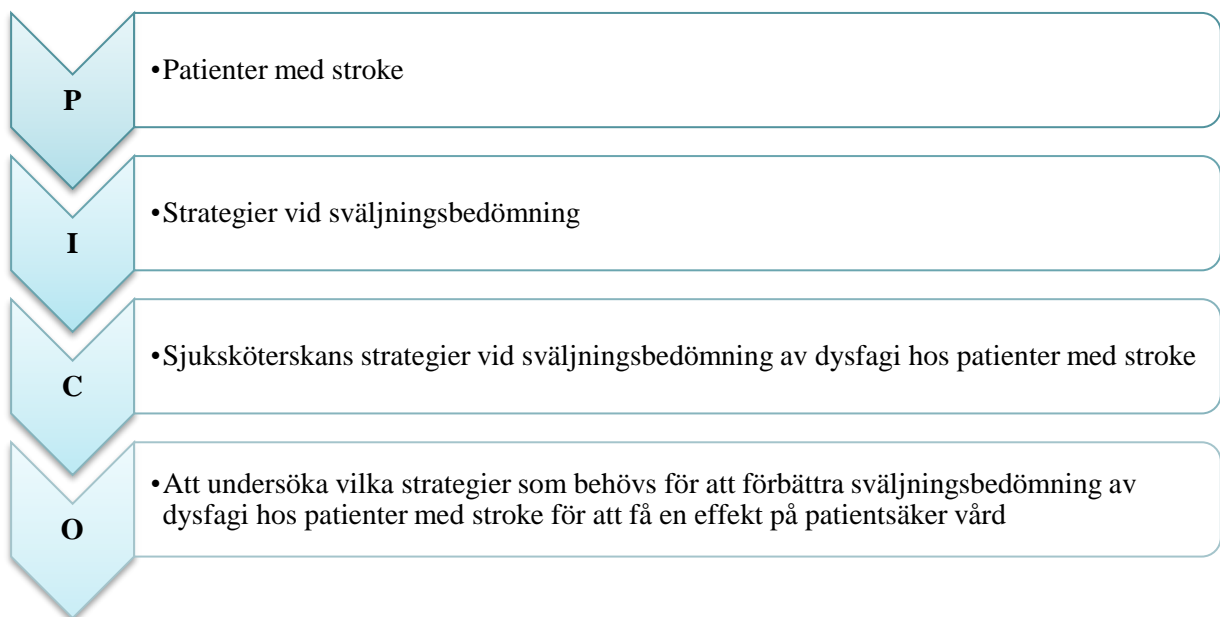 P
•Patienter med stroke
I
•Strategier vid sväljningsbedömning
C
•Sjuksköterskans strategier vid sväljningsbedömning av dysfagi hos patienter med stroke
O
•Att undersöka vilka strategier som behövs för att förbättra sväljningsbedömning av
dysfagi hos patienter med stroke för att få en effekt på patientsäker vård